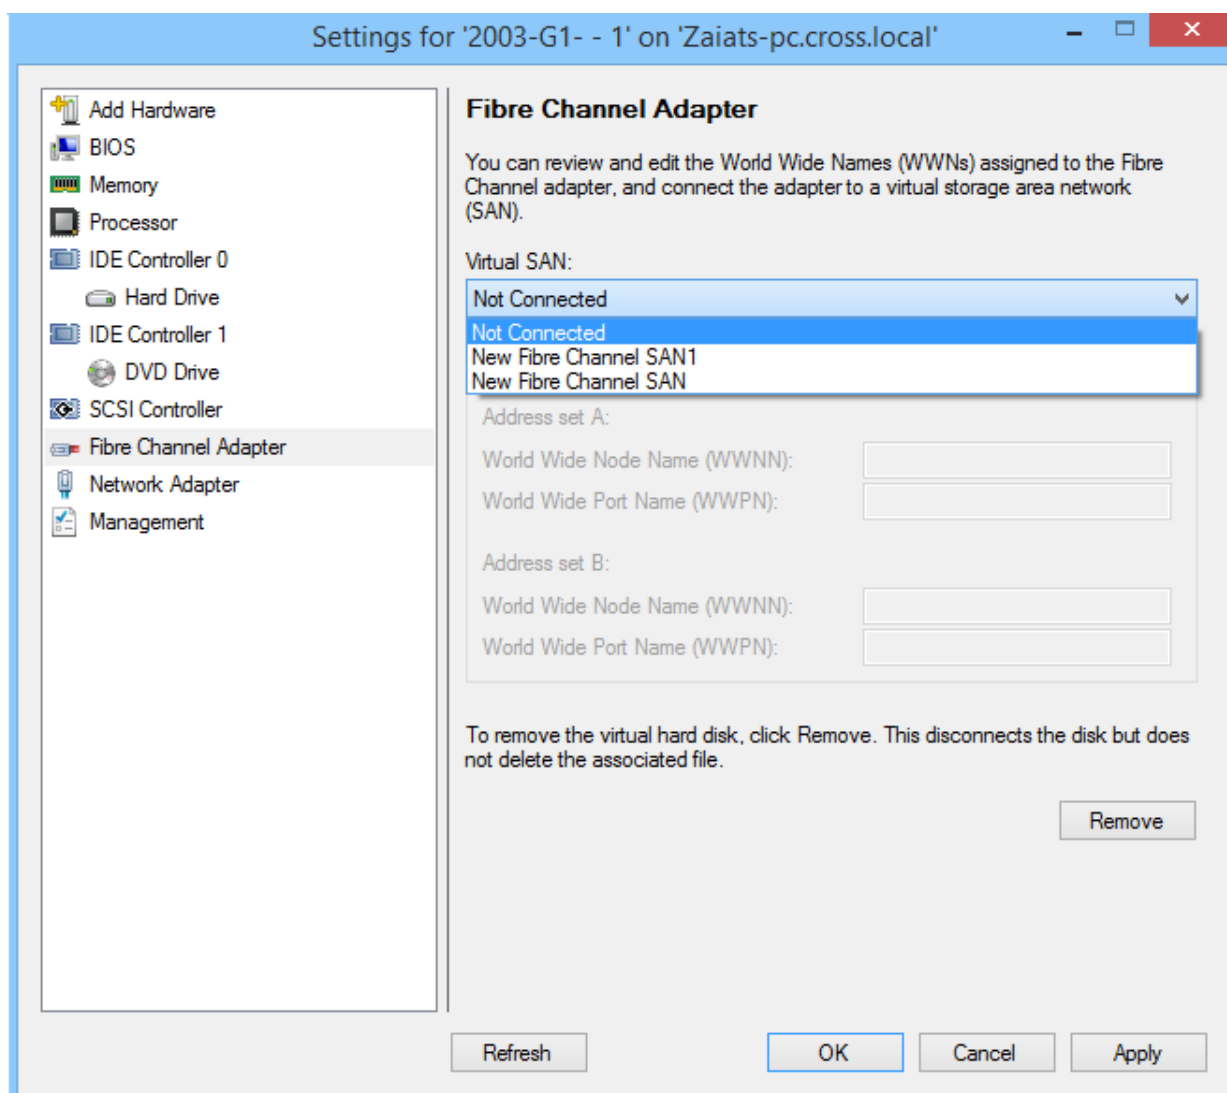 Settings for '2003-G1- - 1' on 'Zaiats-pc.cross.local'
Add Hardware
BIOS
Memory
Processor
IDE Controller 0
Hard Drive
IDE Controller 1
DVD Drive
SCSI Controller
Fibre Channel Adapter
Network Adapter
Management
Fibre Channel Adapter
You can review and edit the World Wide Names (WWNs) assigned to the Fibre
Channel adapter, and connect the adapter to a virtual storage area network
(SAN).
Virtual SAN:
Not Connected
Not Connected
New Fibre Channel SAN1
New Fibre Channel SAN
Address set A:
World Wide Node Name (WWNN):
World Wide Port Name (WWPN):
Address set B:
World Wide Node Name (WWNN):
World Wide Port Name (WWPN):
To remove the virtual hard disk, click Remove. This disconnects the disk but does
not delete the associated file.
Remove
Refresh
OK
Cancel
Apply